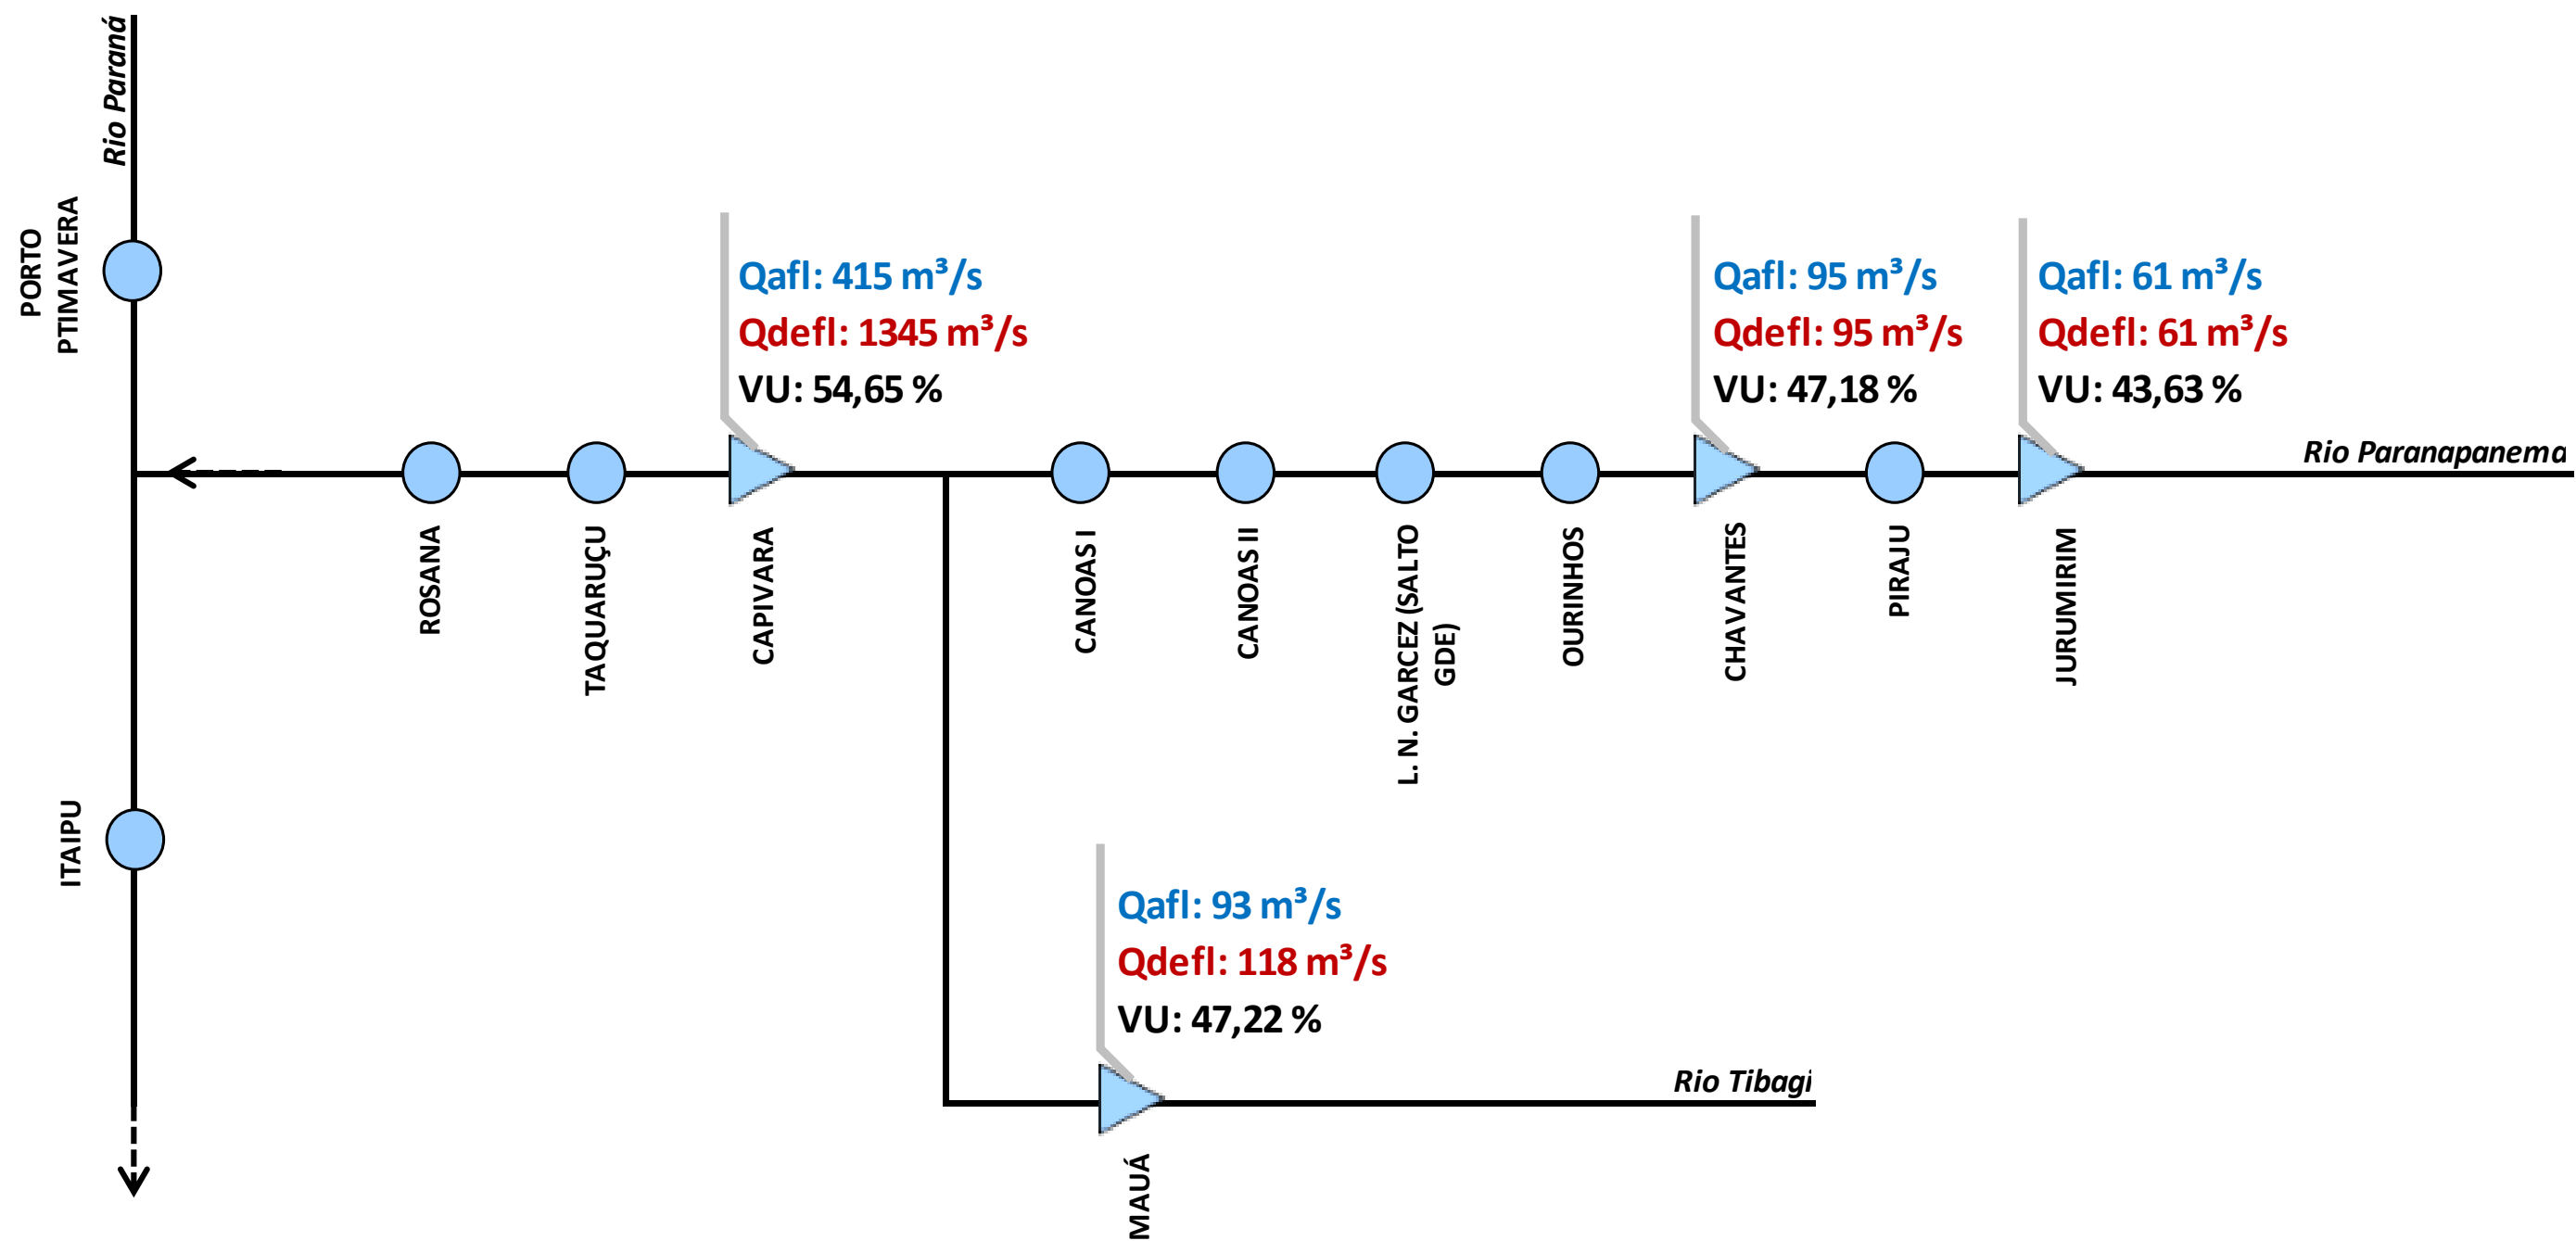 Rio Paraná
PORTO
PTIMAVERA
Qafl: 415 m³/s
Qdefl: 1345 m³/s
VU: 54,65 %
Qafl: 95 m³/s
Qdefl: 95 m³/s
VU: 47,18 %
Qafl: 61 m³/s
Qdefl: 61 m³/s
VU: 43,63 %
Rio Paranapanema
ROSANA
TAQUARUÇU
CAPIVARA
CANOAS I
CANOAS II
L. N. GARCEZ (SALTO
GDE)
OURINHOS
CHAVANTES
PIRAJU
JURUMIRIM
ITAIPU
Qafl: 93 m³/s
Qdefl: 118 m³/s
VU: 47,22 %
Rio Tibagi
MAUÁ